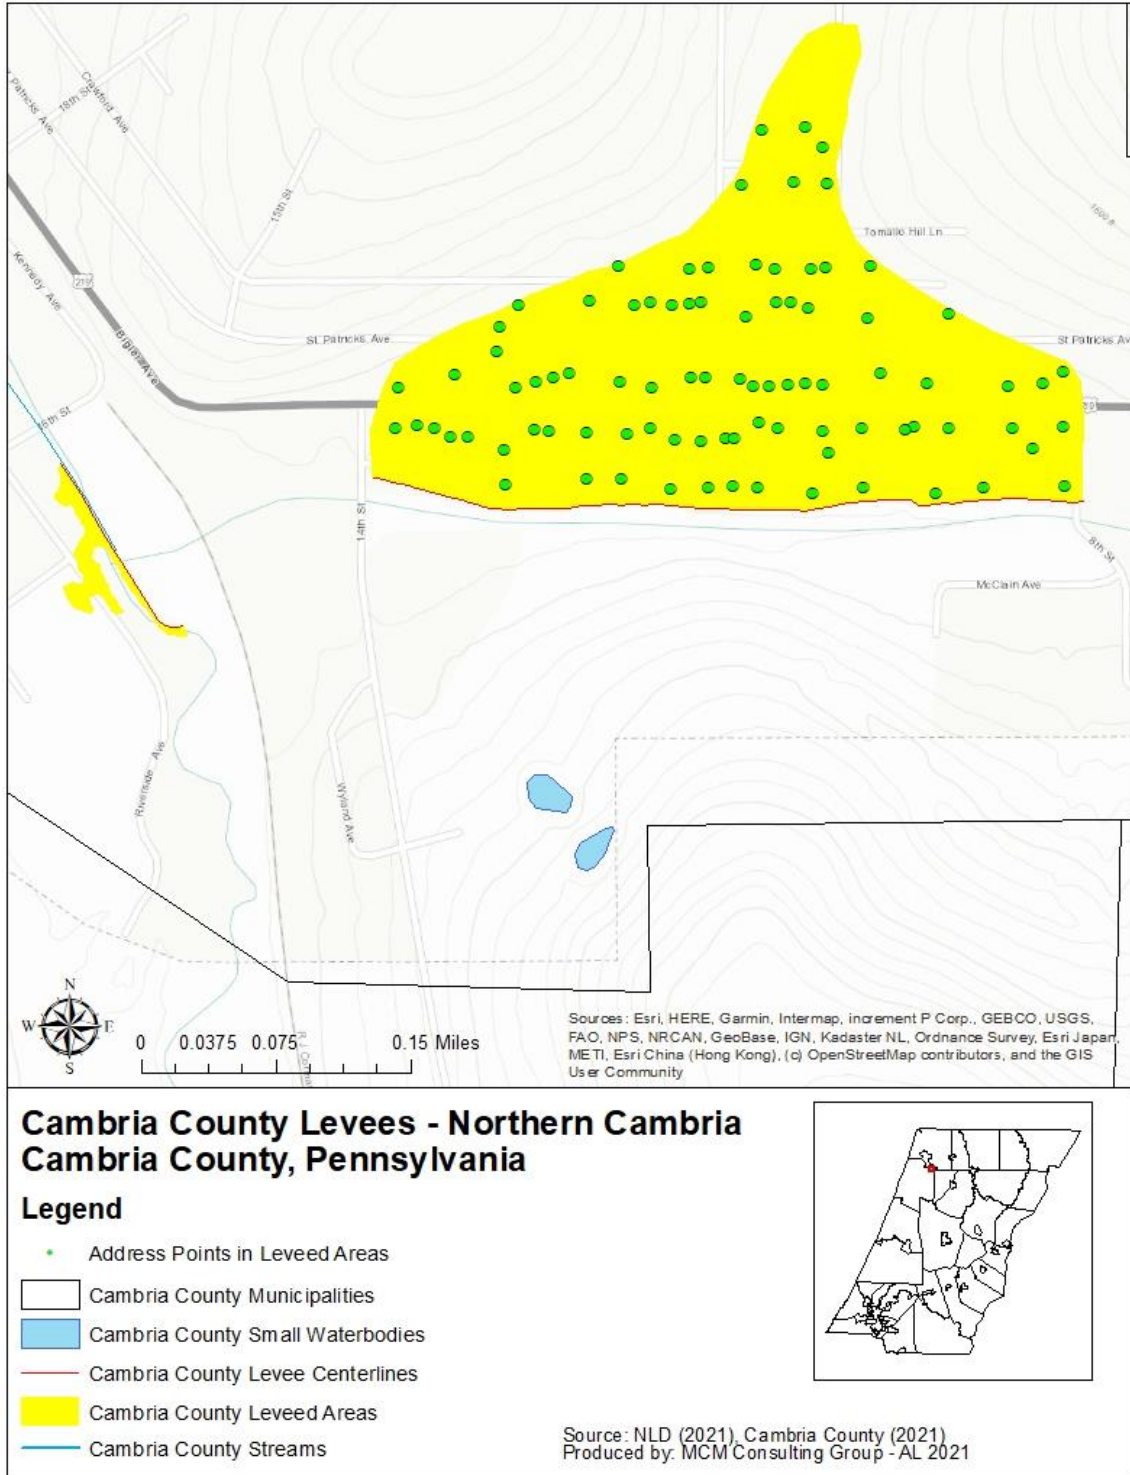 Patricks Ave
18th St
Crawford Ave
15th St
Kennedy Ave
219
Bigler Ave
16th St
St. Patricks Ave
Tomallo Hill Ln
1600 ft
St Patricks Av
14th St
8th St
McClain Ave
Riverside Ave
Wyland Ave
R J Corman
N
W E
S
0 0.0375 0.075 0.15 Miles
Sources: Esri, HERE, Garmin, Intermap, increment P Corp., GEBCO, USGS,
FAO, NPS, NRCAN, GeoBase, IGN, Kadaster NL, Ordnance Survey, Esri Japan,
METI, Esri China (Hong Kong), (c) OpenStreetMap contributors, and the GIS
User Community
Cambria County Levees - Northern Cambria
Cambria County, Pennsylvania
Legend
Address Points in Leveed Areas
Cambria County Municipalities
Cambria County Small Waterbodies
Cambria County Levee Centerlines
Cambria County Leveed Areas
Cambria County Streams
Source: NLD (2021), Cambria County (2021)
Produced by: MCM Consulting Group - AL 2021